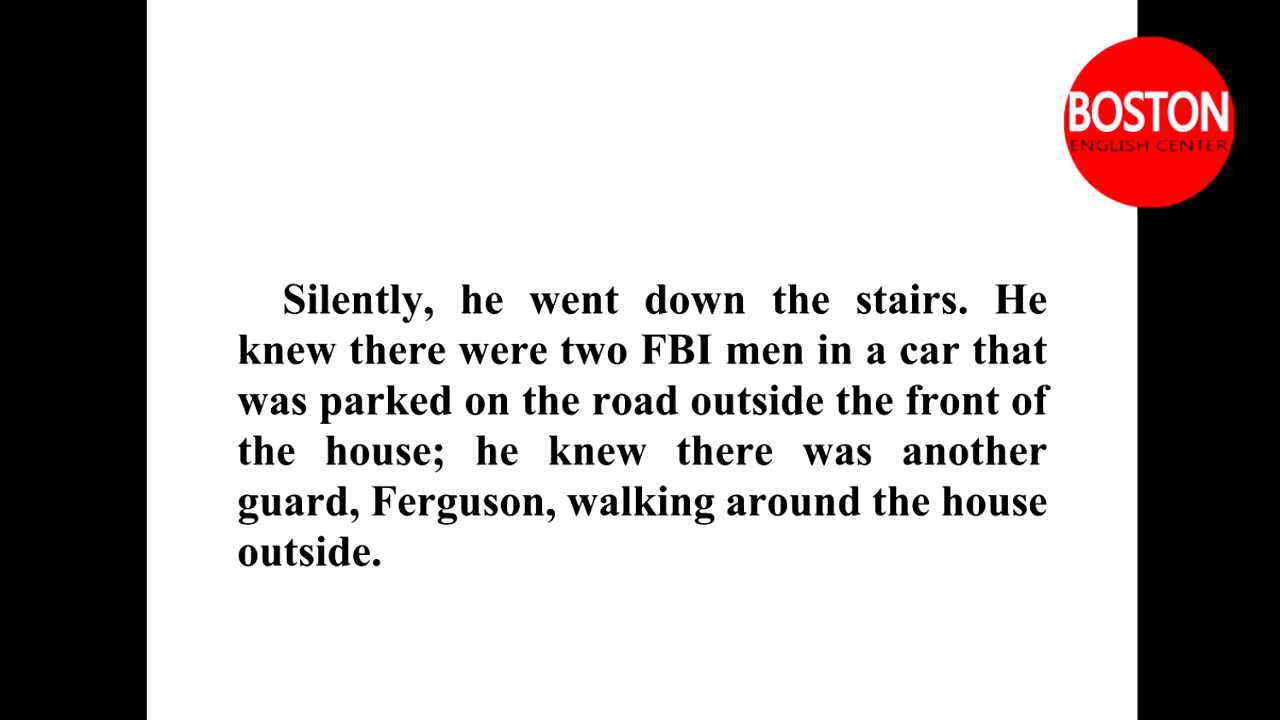 BOSTON
ENGLISH CENTER
Silently, he went down the stairs. He
knew there were two FBI men in a car that
was parked on the road outside the front of
the house; he knew there was another
guard, Ferguson, walking around the house
outside.